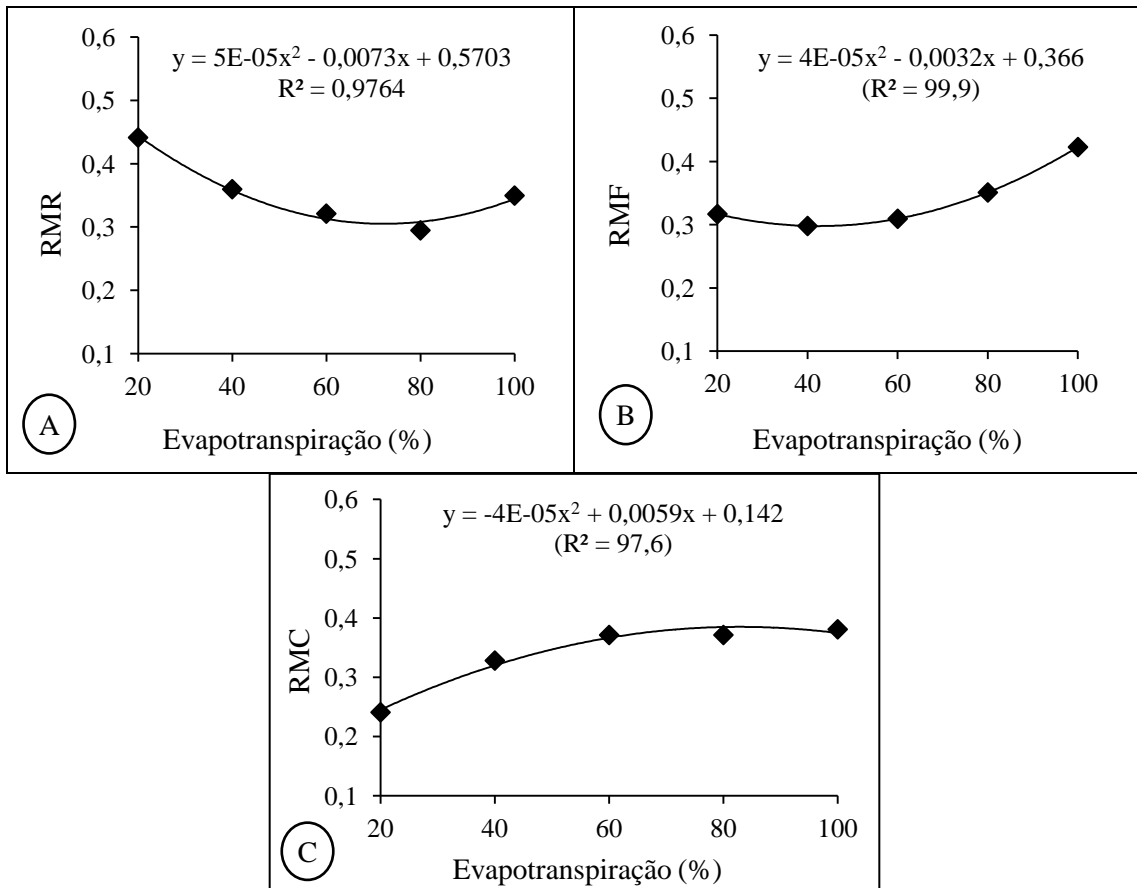 y = 5E-05x² - 0,0073x + 0,5703
R² = 0,9764
0,6
0,5
0,4
0,3
0,2
0,1
RMR
20 40 60 80 100
Evapotranspiração (%)
A
y = 4E-05x² - 0,0032x + 0,366
(R² = 99,9)
0,6
0,5
0,4
0,3
0,2
0,1
RMF
20 40 60 80 100
Evapotranspiração (%)
B
y = -4E-05x² + 0,0059x + 0,142
(R² = 97,6)
0,6
0,5
0,4
0,3
0,2
0,1
RMC
20 40 60 80 100
Evapotranspiração (%)
C